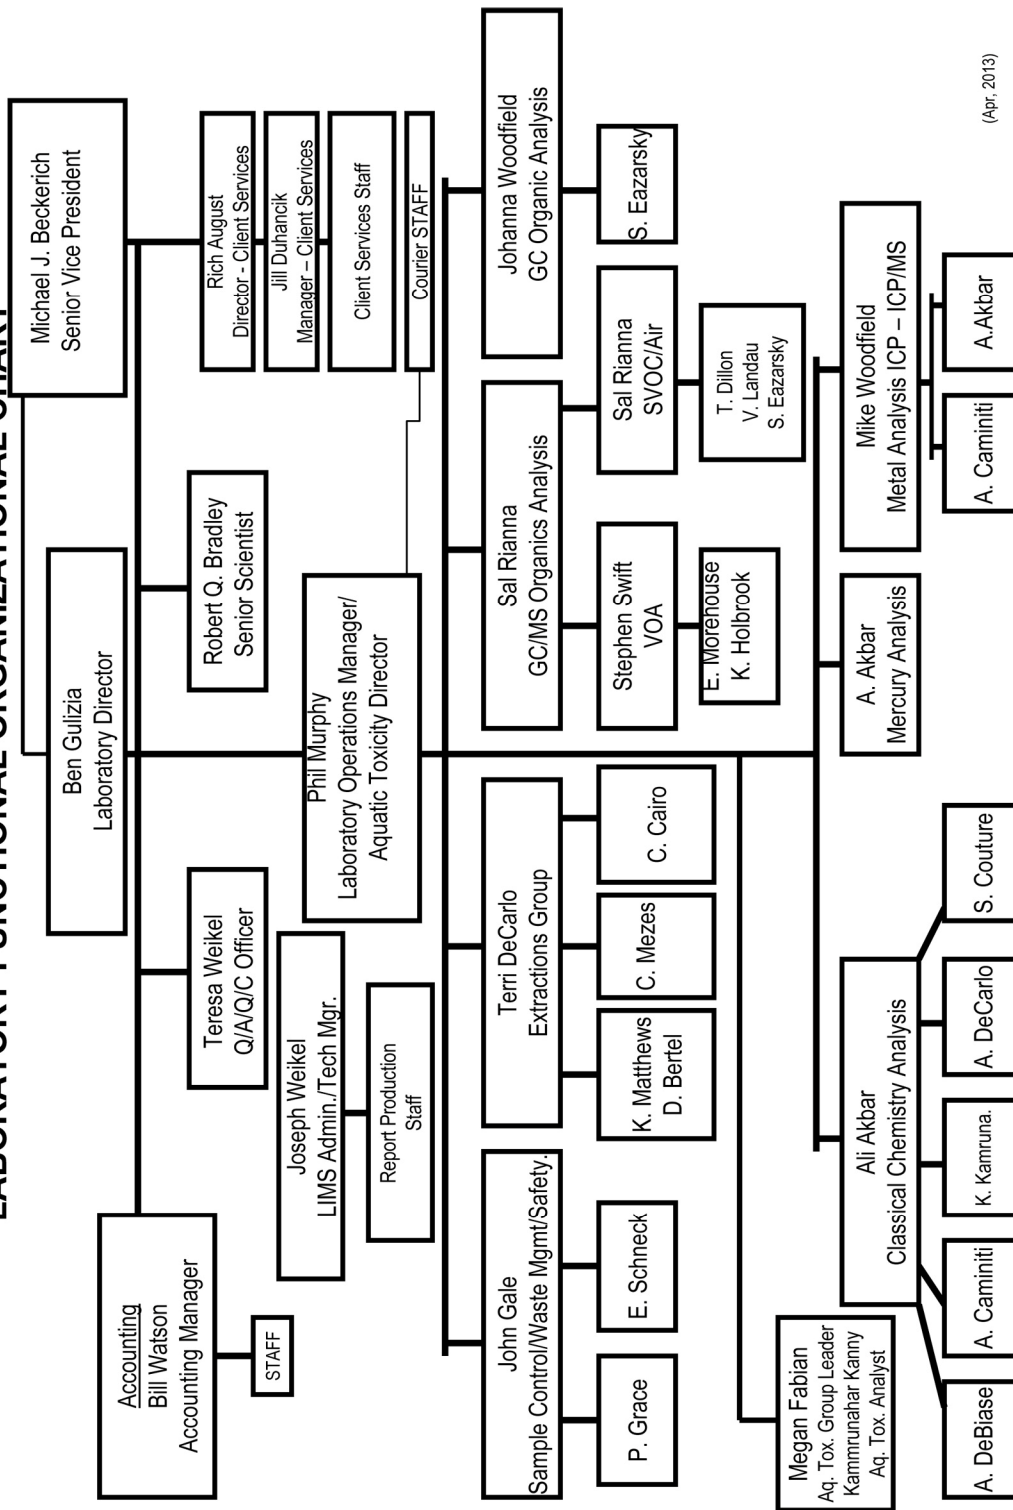 LABORATORY FUNCTIONAL ORGANIZATIONAL CHART
Michael J. Beckerich
Senior Vice President
Ben Gulizia
Laboratory Director
Accounting
Bill Watson
Accounting Manager
STAFF
Teresa Weikel
Q/A/Q/C Officer
Robert Q. Bradley
Senior Scientist
Rich August
Director - Client Services
Jill Duhancik
Manager – Client Services
Client Services Staff
Courier STAFF
Joseph Weikel
LIMS Admin./Tech Mgr.
Report Production
Staff
Phil Murphy
Laboratory Operations Manager/
Aquatic Toxicity Director
John Gale
Sample Control/Waste Mgmt/Safety.
P. Grace
E. Schneck
Terri DeCarlo
Extractions Group
K. Matthews
D. Bertel
C. Mezes
C. Cairo
Sal Rianna
GC/MS Organics Analysis
Stephen Swift
VOA
E. Morehouse
K. Holbrook
Sal Rianna
SVOC/Air
T. Dillon
V. Landau
S. Eazarsky
Johanna Woodfield
GC Organic Analysis
S. Eazarsky
Megan Fabian
Aq. Tox. Group Leader
Kammrunahar Kanny
Aq. Tox. Analyst
Ali Akbar
Classical Chemistry Analysis
A. DeBiase
A. Caminiti
K. Kamruna.
A. DeCarlo
S. Couture
A. Akbar
Mercury Analysis
Mike Woodfield
Metal Analysis ICP – ICP/MS
A. Caminiti
A.Akbar
(Apr, 2013)